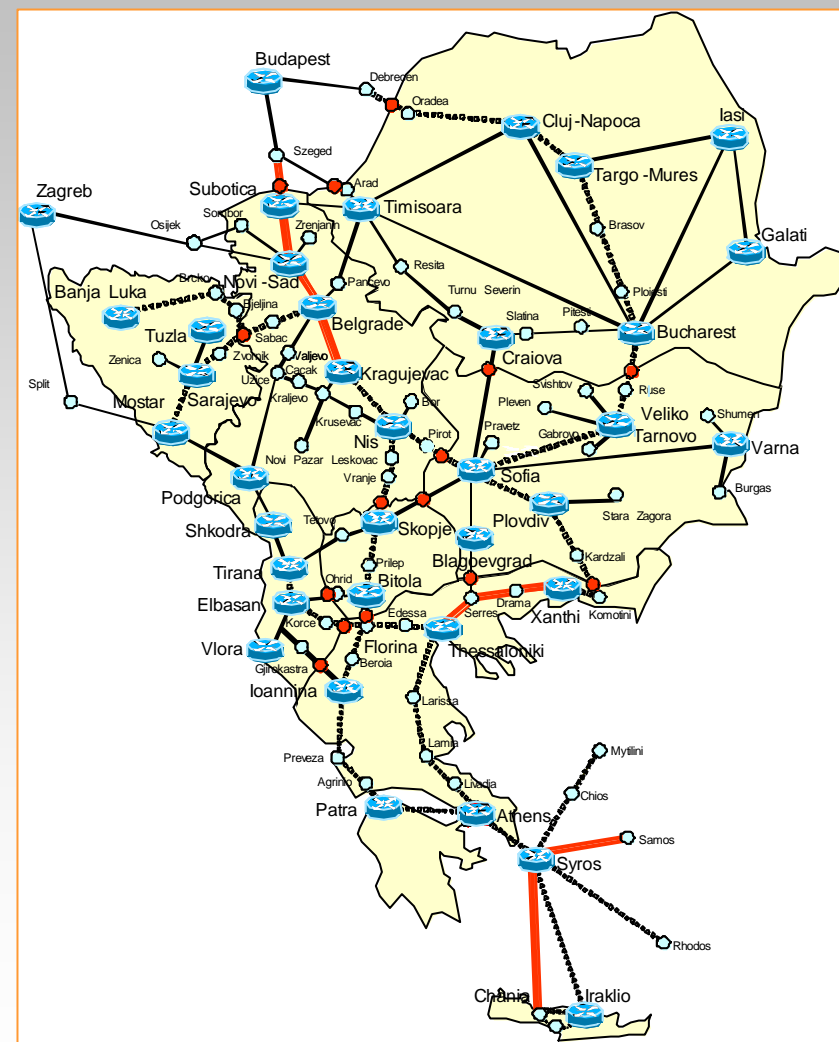 Budapest
Debrecen
Oradea
Cluj-Napoca
Iasi
Szeged
Targo -Mures
Zagreb
Subotica
Arad
Timisoara
Sombor
Zrenjanin
Osijek
Brasov
Galati
Novi -Sad
Resita
Brcko
Pancevo
Banja Luka
Turnu Severin
Ploiesti
Bjeljina
Belgrade
Slatina
Pitesti
Bucharest
Tuzla
Sabac
Craiova
Zvornik
Valjevo
Zenica
Cacak
Uzice
Kragujevac
Split
Sarajevo
Svishtov
Ruse
Mostar
Kraljevo
Bor
Pleven
Veliko
Tarnovo
Shumen
Krusevac
Nis
Pirot
Pravetz
Gabrovo
Varna
Novi Pazar
Leskovac
Sofia
Podgorica
Vranje
Burgas
Shkodra
Tetovo
Skopje
Plovdiv
Stara Zagora
Tirana
Prilep
Blagoevgrad
Kardzali
Ohrid
Bitola
Elbasan
Drama
Xanthi
Komotini
Korce
Edessa
Serres
Vlora
Florina
Thessaloniki
Gjirokastra
Beroia
Ioannina
Larissa
Preveza
Lamia
Mytilini
Agrinio
Livadia
Chios
Patra
Athens
Samos
Syros
Rhodos
Chania
Iraklio